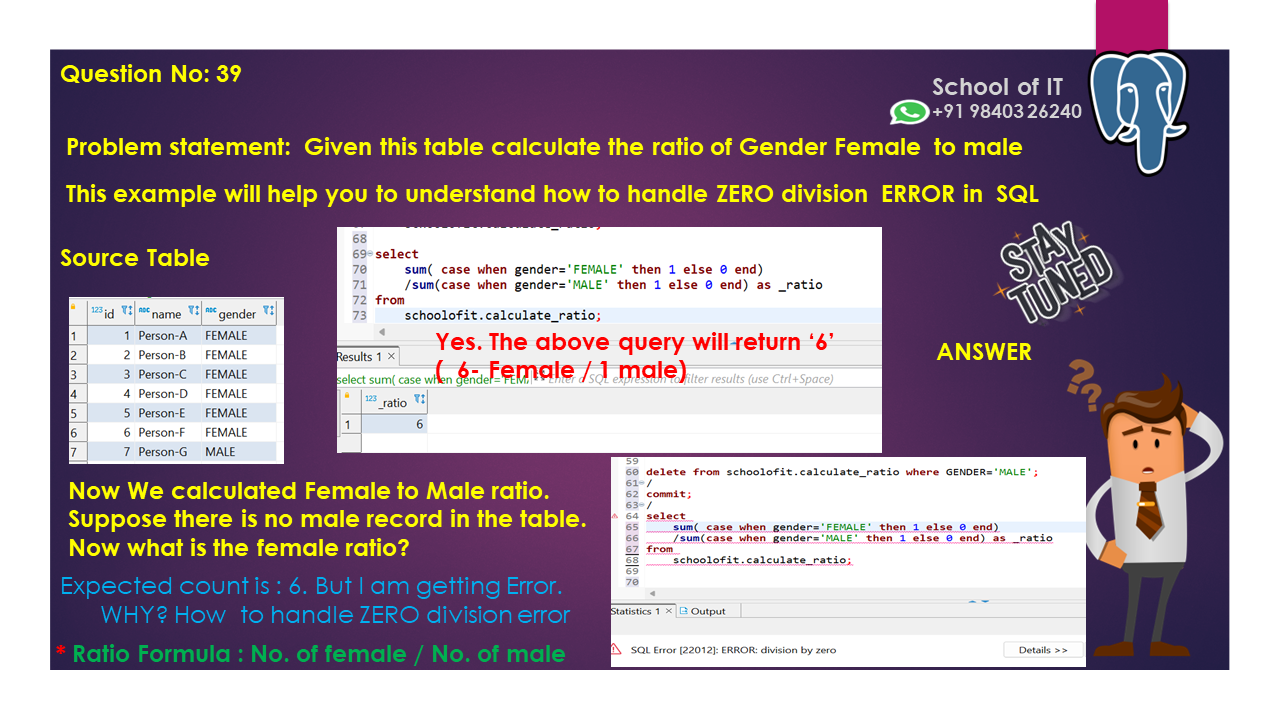 Question No: 39
School of IT
+91 98403 26240
Problem statement:  Given this table calculate the ratio of Gender Female  to male
This example will help you to understand how to handle ZERO division  ERROR in  SQL
Source Table
123 id ABC name ABC gender
1 1 Person-A FEMALE
2 2 Person-B FEMALE
3 3 Person-C FEMALE
4 4 Person-D FEMALE
5 5 Person-E FEMALE
6 6 Person-F FEMALE
7 7 Person-G MALE
68
69 select
70 sum( case when gender='FEMALE' then 1 else 0 end)
71 /sum(case when gender='MALE' then 1 else 0 end) as _ratio
72 from
73 schoolofit.calculate_ratio;
Yes. The above query will return ‘6’
(  6-  Female / 1 male)
Results 1
select sum( case when gender='FEM Enter a SQL expression to filter results (use Ctrl+Space)
123 _ratio
1 6
STAY
TUNED
ANSWER
??
Now We calculated Female to Male ratio.
Suppose there is no male record in the table.
Now what is the female ratio?
Expected count is : 6. But I am getting Error.
WHY? How  to handle ZERO division error
* Ratio Formula : No. of female / No. of male
59
60 delete from schoolofit.calculate_ratio where GENDER='MALE';
61 /
62 commit;
63 /
64 select
65 sum( case when gender='FEMALE' then 1 else 0 end)
66 /sum(case when gender='MALE' then 1 else 0 end) as _ratio
67 from
68 schoolofit.calculate_ratio;
69
70
Statistics 1 Output
SQL Error [22012]: ERROR: division by zero
Details >>